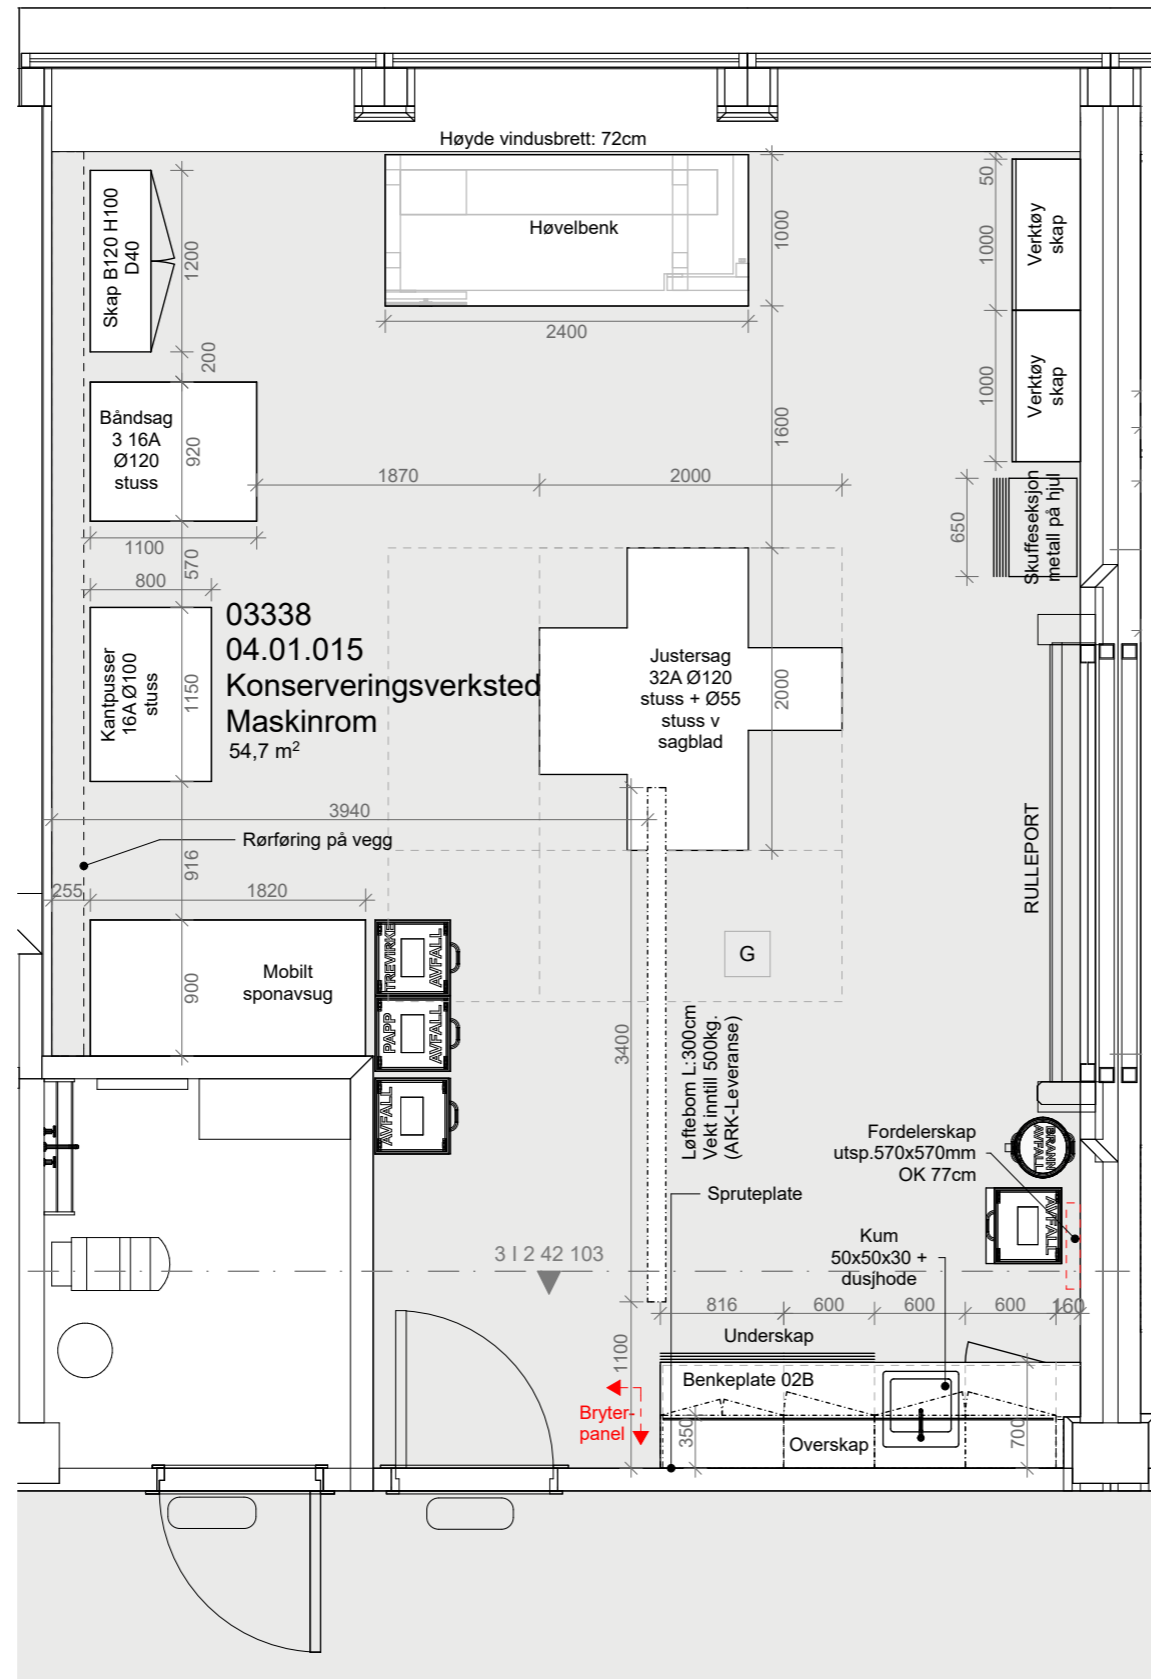 Høyde vindusbrett: 72cm
Skap B120 H100
D40
1200
200
Høvelbenk
2400
1000
1600
50
1000
1000
Verktøy
skap
Verktøy
skap
Båndsag
3 16A
Ø120
stuss
920
1100
570
1870
2000
650
Skuffeseksjon
metall på hjul
800
Kantpusser
16A Ø100
stuss
1150
03338
04.01.015
Konserveringsverksted
Maskinrom
54,7 m²
Justersag
32A Ø120
stuss + Ø55
stuss v
sagblad
2000
3940
Rørføring på vegg
916
255
1820
RULLEPORT
900
Mobilt
sponavsug
TREVIRKE
AVFALL
PAPP
AVFALL
AVFALL
G
3400
Løftebom L:300cm
Vekt inntill 500kg.
(ARK-Leveranse)
Fordelerskap
utsp.570x570mm
OK 77cm
BRANN
AVFALL
AVFALL
Spruteplate
Kum
50x50x30 +
dusjhode
3 I 2 42 103
816
600
600
600
160
1100
Underskap
Benkeplate 02B
Bryter-
panel
350
Overskap
700